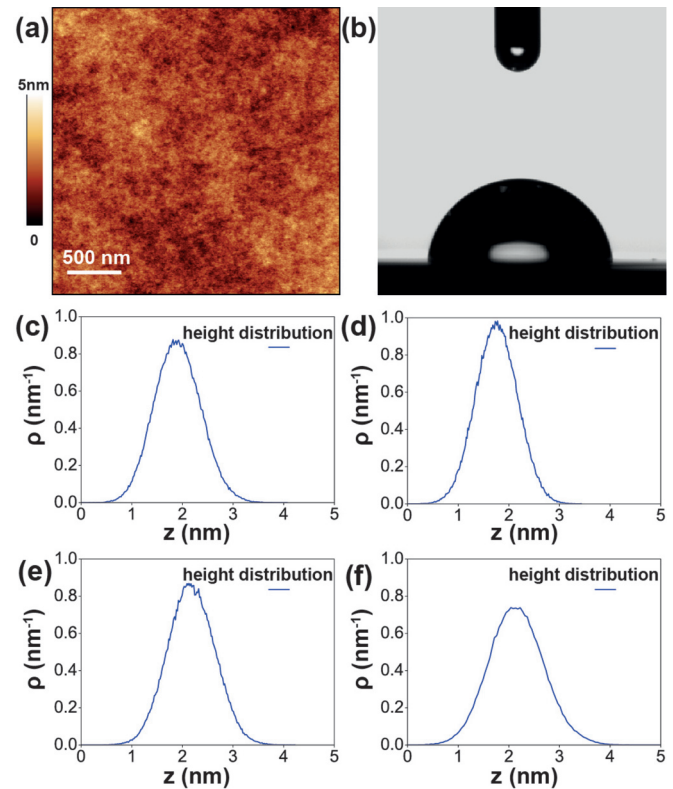 (a)
5nm
0
500 nm
(b)
(c)
1.0
0.8
0.6
0.4
0.2
0.0
ρ (nm⁻¹)
height distribution
0 1 2 3 4 5
z (nm)
(d)
1.0
0.8
0.6
0.4
0.2
0.0
ρ (nm⁻¹)
height distribution
0 1 2 3 4 5
z (nm)
(e)
1.0
0.8
0.6
0.4
0.2
0.0
ρ (nm⁻¹)
height distribution
0 1 2 3 4 5
z (nm)
(f)
1.0
0.8
0.6
0.4
0.2
0.0
ρ (nm⁻¹)
height distribution
0 1 2 3 4 5
z (nm)